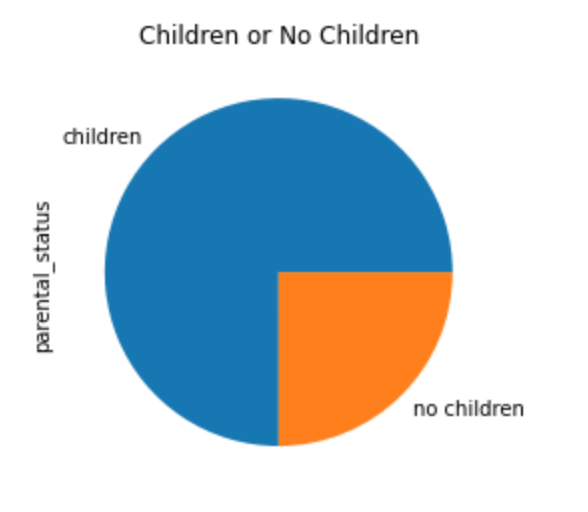 Children or No Children
children
parental_status
no children